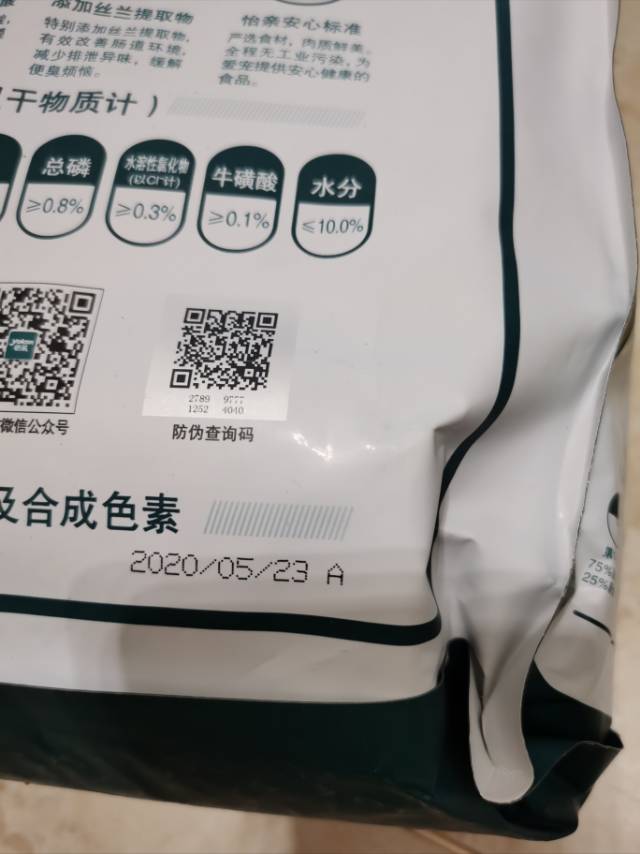 添加丝兰提取物
特别添加丝兰提取物，
有效改善肠道环境，
减少排泄异味，缓解
便臭烦恼。
怡亲安心标准
严选食材，肉质鲜美。
全程无工业污染，为
爱宠提供安心健康的
食品。
干物质计）
总磷
≥0.8%
水溶性氯化物
(以Cl⁻计)
≥0.3%
牛磺酸
≥0.1%
水分
≤10.0%
2789 9777
1252 4040
微信公众号
防伪查询码
及合成色素
2020/05/23 A
75%
25%